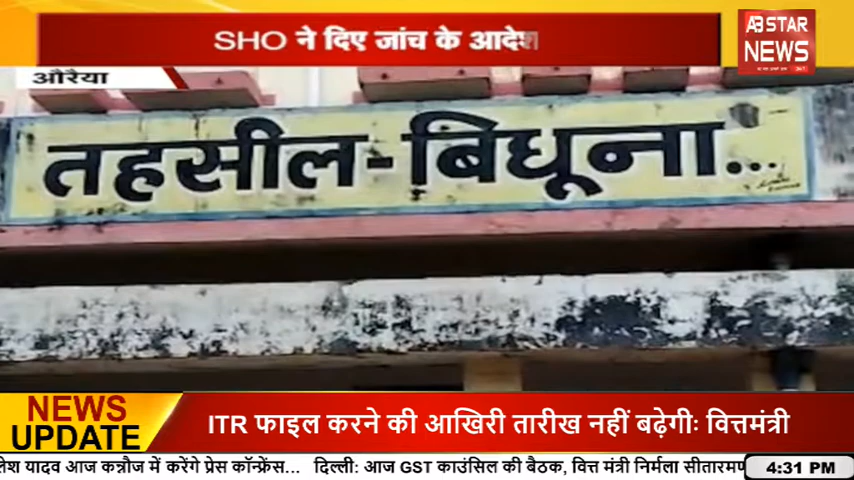 SHO ने दिए जांच के आदेश
AB STAR
NEWS
औरैया
तहसील-बिधूना...
NEWS
UPDATE
ITR फाइल करने की आखिरी तारीख नहीं बढ़ेगीः वित्तमंत्री
लेश यादव आज कन्नौज में करेंगे प्रेस कॉन्फ्रेंस... दिल्ली: आज GST काउंसिल की बैठक, वित्त मंत्री निर्मला सीतारमण
4:31 PM